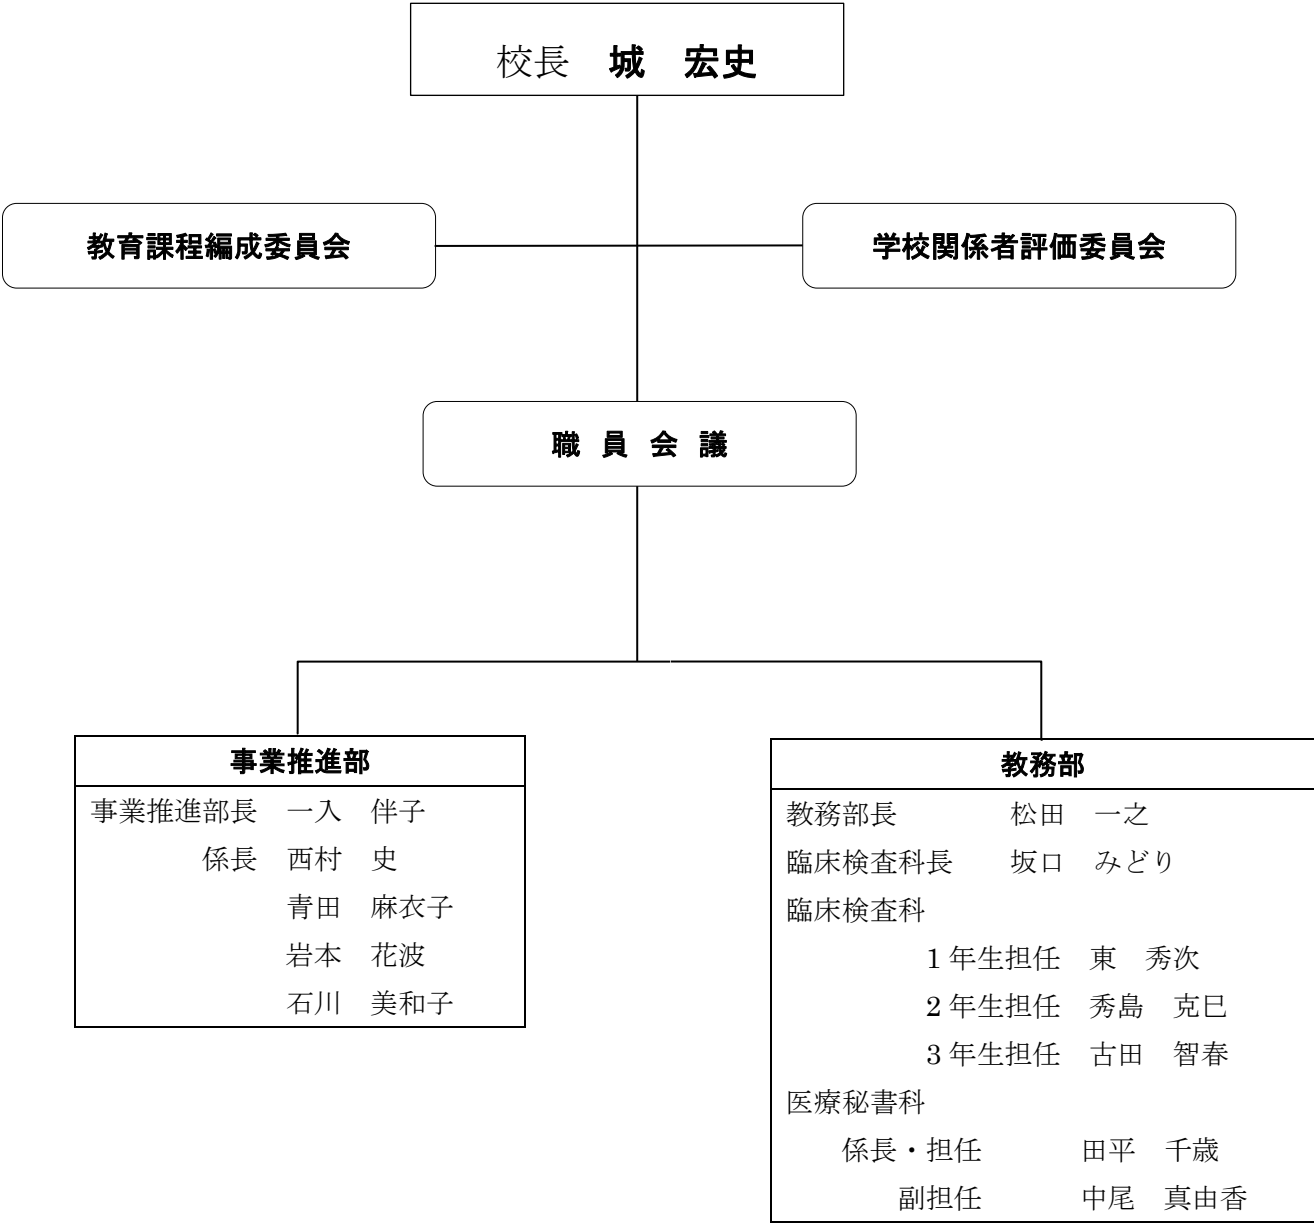 校長　城　宏史
教育課程編成委員会
学校関係者評価委員会
職 員 会 議
事業推進部
事業推進部長　一入　伴子
係長　西村　史
青田　麻衣子
岩本　花波
石川　美和子
教務部
教務部長　松田　一之
臨床検査科長　坂口　みどり
臨床検査科
1 年生担任　東　秀次
2 年生担任　秀島　克巳
3 年生担任　古田　智春
医療秘書科
係長・担任　田平　千歳
副担任　中尾　真由香